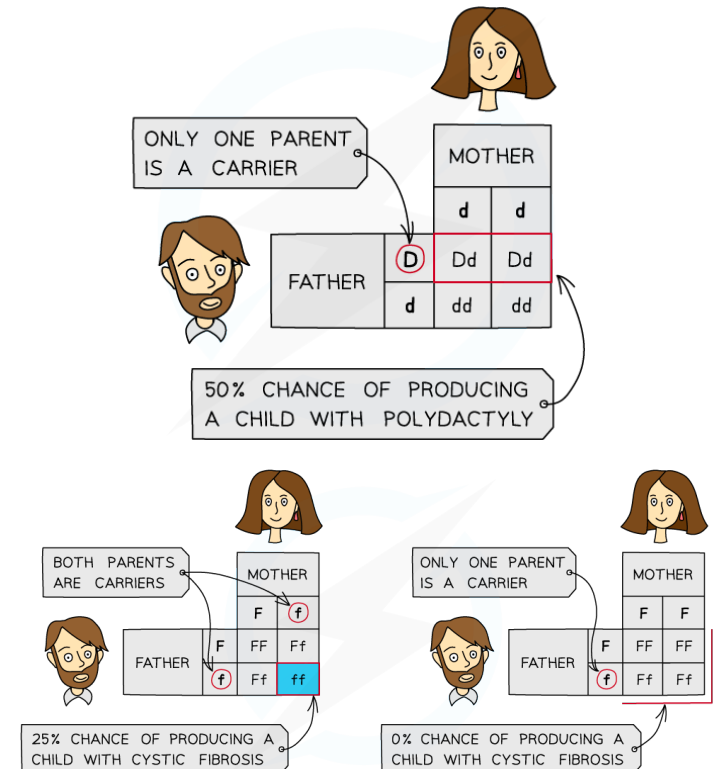 ONLY ONE PARENT
IS A CARRIER
MOTHER
d d
FATHER
D Dd Dd
d dd dd
50% CHANCE OF PRODUCING
A CHILD WITH POLYDACTYLY
BOTH PARENTS
ARE CARRIERS
MOTHER
F f
FATHER
F FF Ff
f Ff ff
25% CHANCE OF PRODUCING A
CHILD WITH CYSTIC FIBROSIS
ONLY ONE PARENT
IS A CARRIER
MOTHER
F F
FATHER
F FF FF
f Ff Ff
0% CHANCE OF PRODUCING A
CHILD WITH CYSTIC FIBROSIS